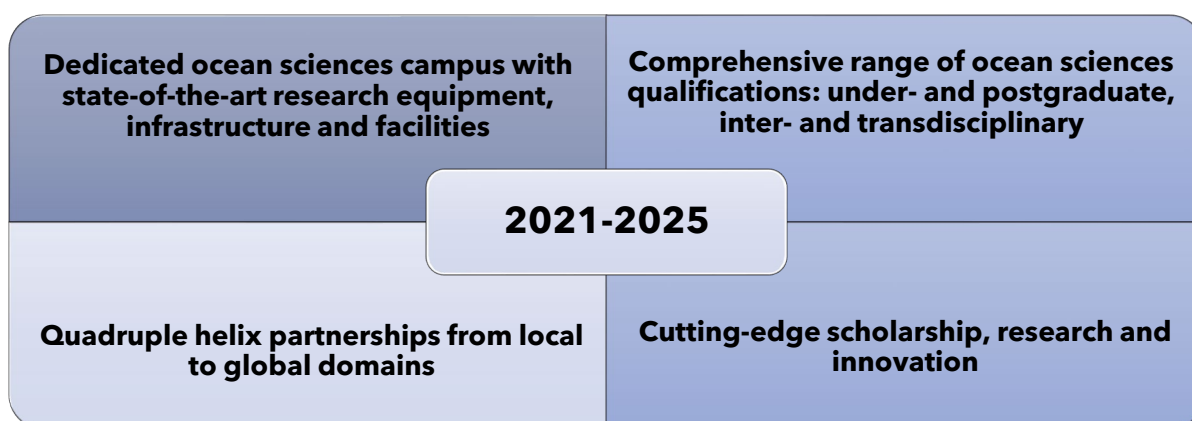 Dedicated ocean sciences campus with
state-of-the-art research equipment,
infrastructure and facilities
Comprehensive range of ocean sciences
qualifications: under- and postgraduate,
inter- and transdisciplinary
2021-2025
Quadruple helix partnerships from local
to global domains
Cutting-edge scholarship, research and
innovation